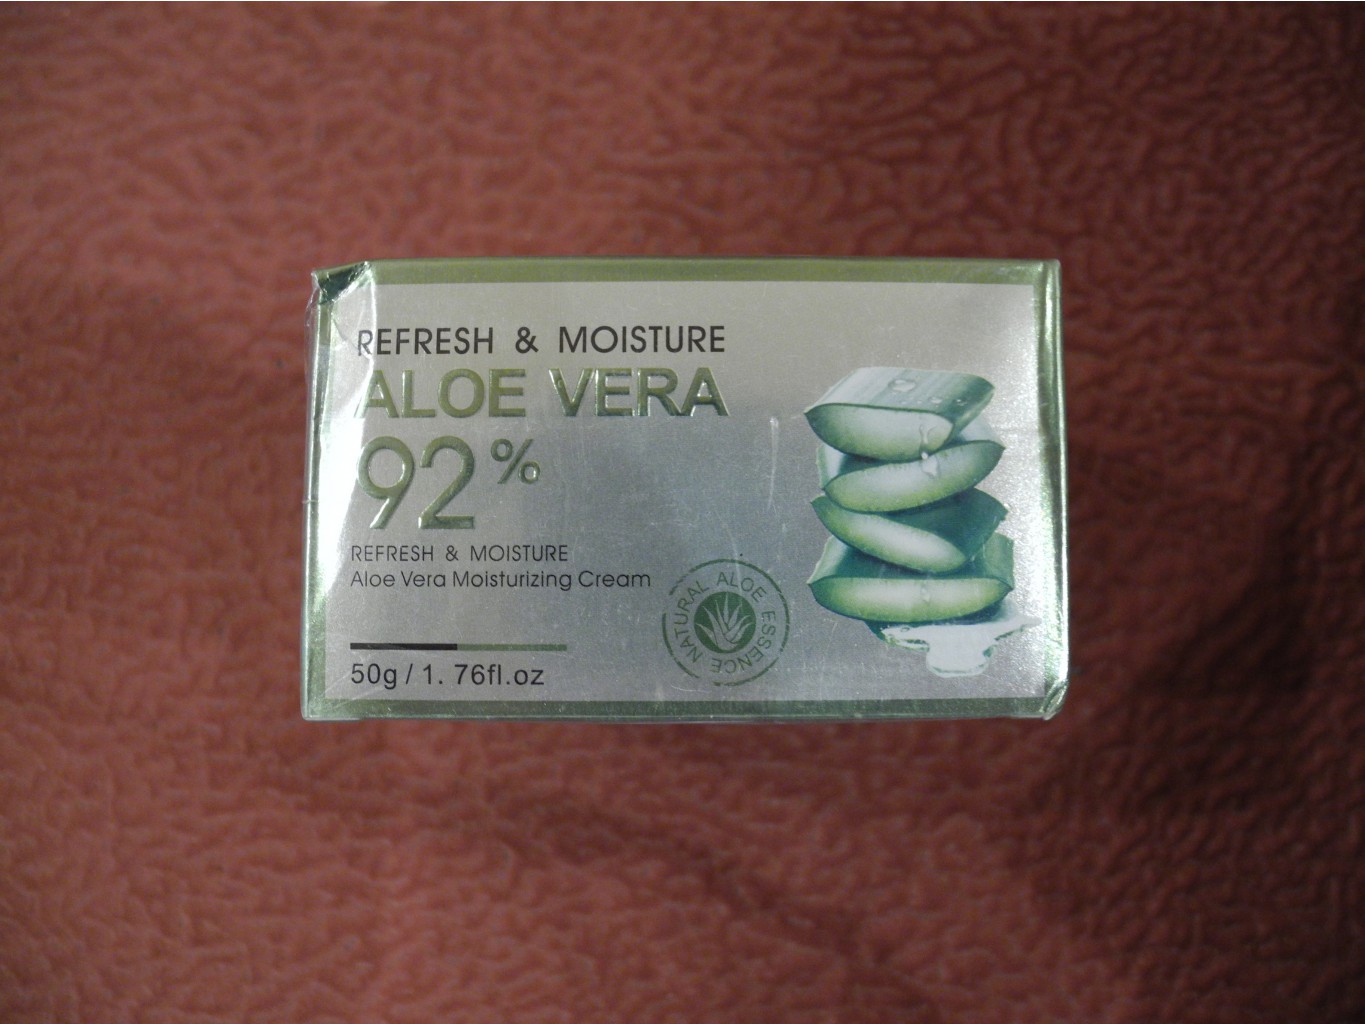 REFRESH & MOISTURE
ALOE VERA
92%
REFRESH & MOISTURE
Aloe Vera Moisturizing Cream
NATURAL ALOE ESSENCE
50g / 1. 76fl.oz